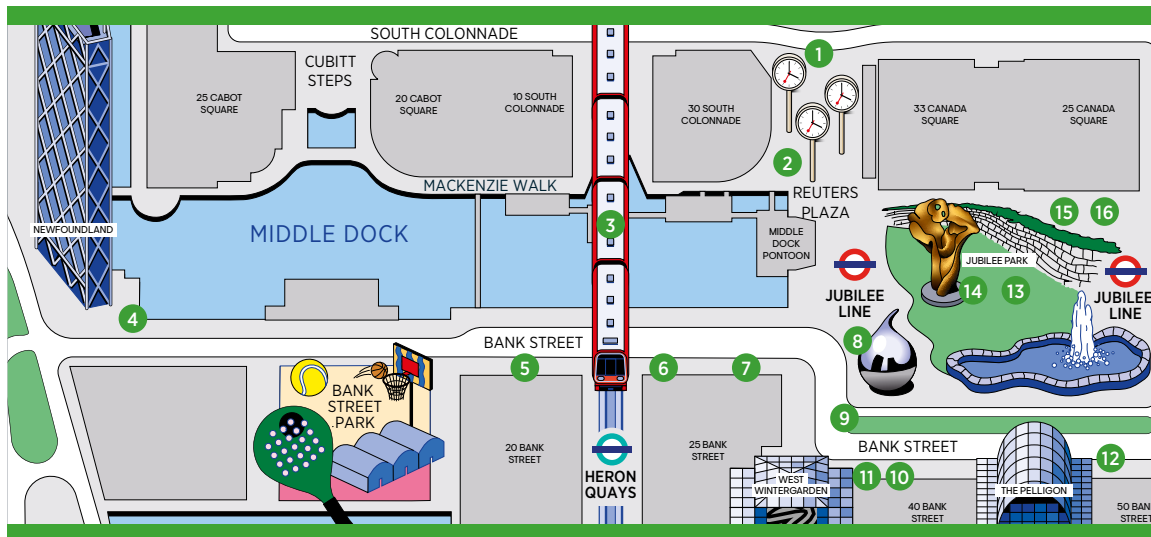 SOUTH COLONNADE
1
CUBITT
STEPS
25 CABOT
SQUARE
20 CABOT
SQUARE
10 SOUTH
COLONNADE
30 SOUTH
COLONNADE
33 CANADA
SQUARE
25 CANADA
SQUARE
2
MACKENZIE WALK
REUTERS
PLAZA
15
16
NEWFOUNDLAND
MIDDLE DOCK
3
MIDDLE
DOCK
PONTOON
JUBILEE PARK
JUBILEE
LINE
14
13
JUBILEE
LINE
4
8
BANK STREET
5
6
7
BANK
STREET
PARK
9
20 BANK
STREET
HERON
QUAYS
25 BANK
STREET
BANK STREET
12
WEST
WINTERGARDEN
11
10
THE PELLIGON
40 BANK
STREET
50 BAN
STREE